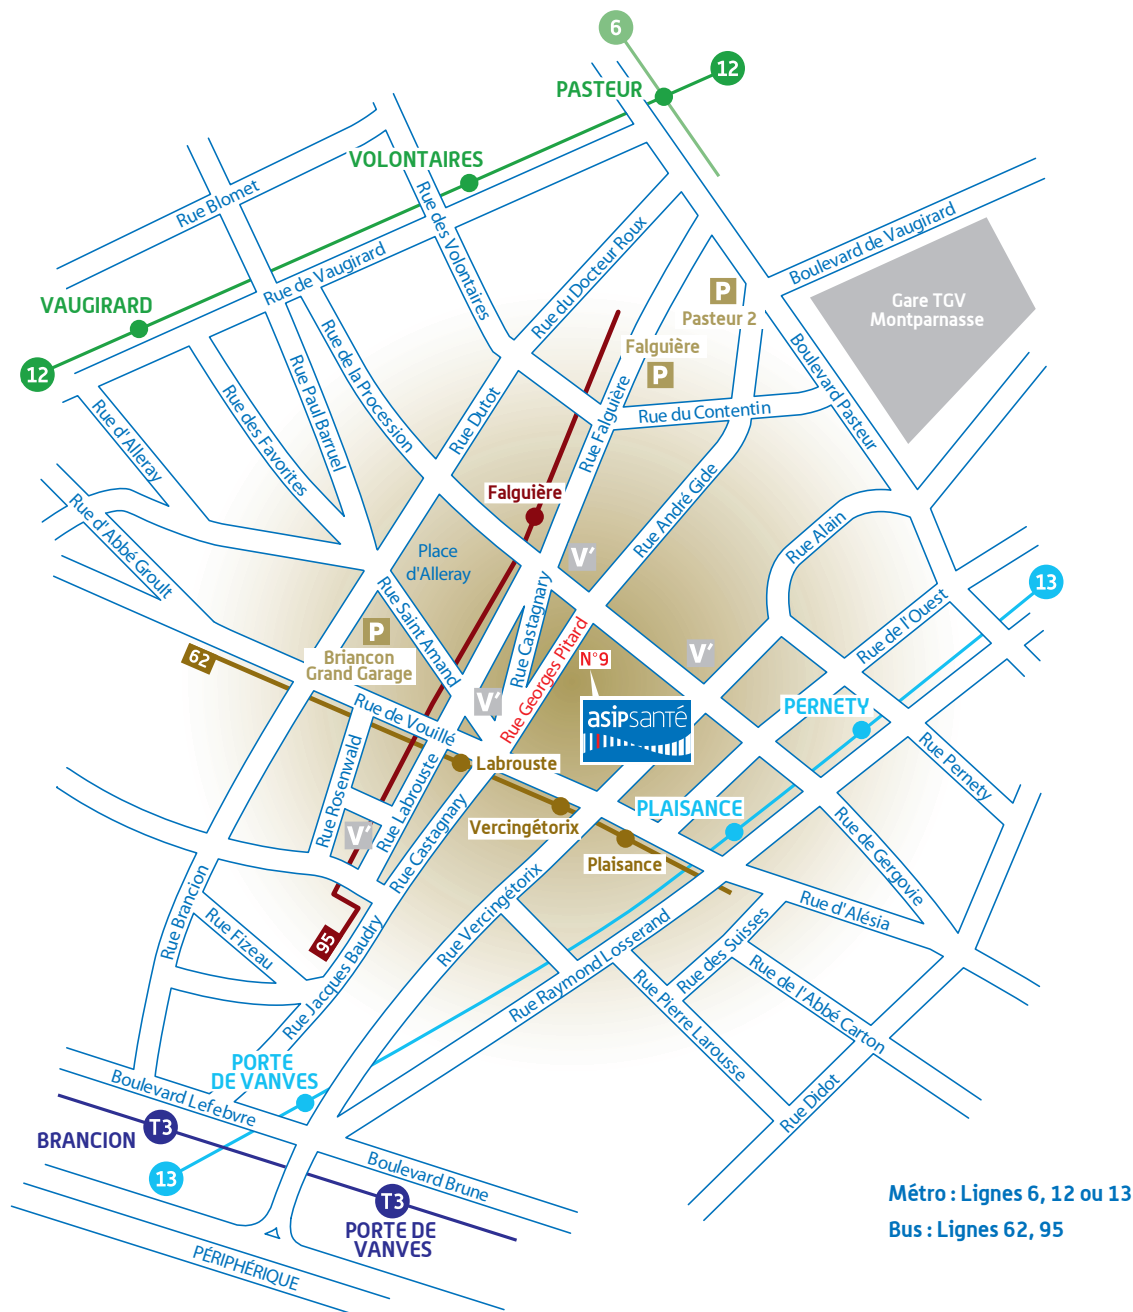 6
12
PASTEUR
VOLONTAIRES
Rue Blomet
Rue des Volontaires
Rue du Docteur Roux
Boulevard de Vaugirard
Rue de Vaugirard
VAUGIRARD
12
P
Pasteur 2
Gare TGV
Montparnasse
Falguière
P
Boulevard Pasteur
Rue de la Procession
Rue Paul Barruel
Rue des Favorites
Rue d'Alleray
Rue Dutot
Rue Falguière
Rue du Contentin
Rue André Gide
Falguière
Rue d'Abbé Groult
Place
d'Alleray
V'
Rue Alain
13
Rue Saint Amand
Rue Castagnary
Rue de l'Ouest
P
Briancon
Grand Garage
62
Rue Georges Pitard
N°9
V'
V'
asipsanté
PERNETY
Rue de Vouillé
Rue Pernety
Labrouste
Rue Rosenwald
Rue Labrouste
Rue Castagnary
V'
Vercingétorix
PLAISANCE
Plaisance
Rue de Gergovie
Rue Brancion
Rue Fizeau
95
Rue Vercingétorix
Rue d'Alésia
Rue Jacques Baudry
Rue Raymond Losserand
Rue des Suisses
Rue Pierre Larousse
Rue de l'Abbé Carton
PORTE
DE VANVES
Boulevard Lefebvre
Rue Didot
T3
BRANCION
13
Boulevard Brune
T3
PORTE DE
VANVES
PÉRIPHÉRIQUE
Métro : Lignes 6, 12 ou 13
Bus : Lignes 62, 95